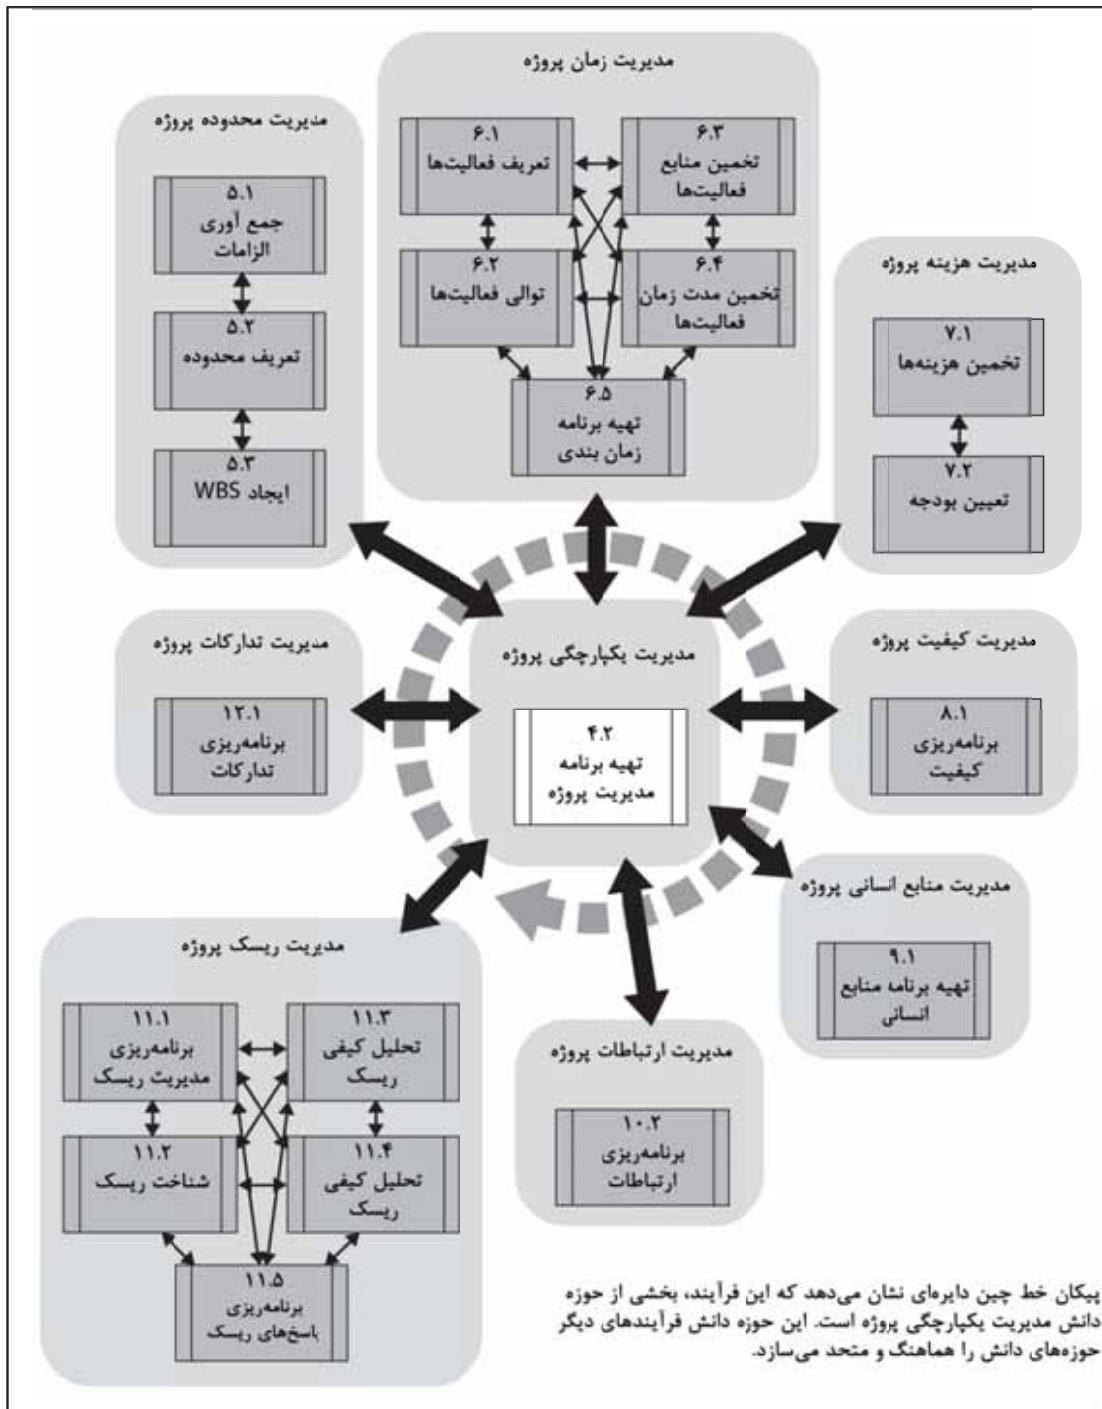 مدیریت زمان پروژه
۶.۱
تعریف فعالیت‌ها
۶.۳
تخمین منابع
فعالیت‌ها
۶.۲
توالی فعالیت‌ها
۶.۴
تخمین مدت زمان
فعالیت‌ها
۶.۵
تهیه برنامه
زمان بندی
مدیریت محدوده پروژه
۵.۱
جمع آوری
الزامات
۵.۲
تعریف محدوده
۵.۳
ایجاد WBS
مدیریت هزینه پروژه
۷.۱
تخمین هزینه‌ها
۷.۲
تعیین بودجه
مدیریت تدارکات پروژه
۱۲.۱
برنامه‌ریزی
تدارکات
مدیریت یکپارچگی پروژه
۴.۲
تهیه برنامه
مدیریت پروژه
مدیریت کیفیت پروژه
۸.۱
برنامه‌ریزی
کیفیت
مدیریت منابع انسانی پروژه
۹.۱
تهیه برنامه منابع
انسانی
مدیریت ریسک پروژه
۱۱.۱
برنامه‌ریزی
مدیریت ریسک
۱۱.۳
تحلیل کیفی
ریسک
۱۱.۲
شناخت ریسک
۱۱.۴
تحلیل کیفی
ریسک
۱۱.۵
برنامه‌ریزی
پاسخ‌های ریسک
مدیریت ارتباطات پروژه
۱۰.۲
برنامه‌ریزی
ارتباطات
پیکان خط چین دایره‌ای نشان می‌دهد که این فرآیند، بخشی از حوزه
دانش مدیریت یکپارچگی پروژه است. این حوزه دانش فرآیندهای دیگر
حوزه‌های دانش را هماهنگ و متحد می‌سازد.